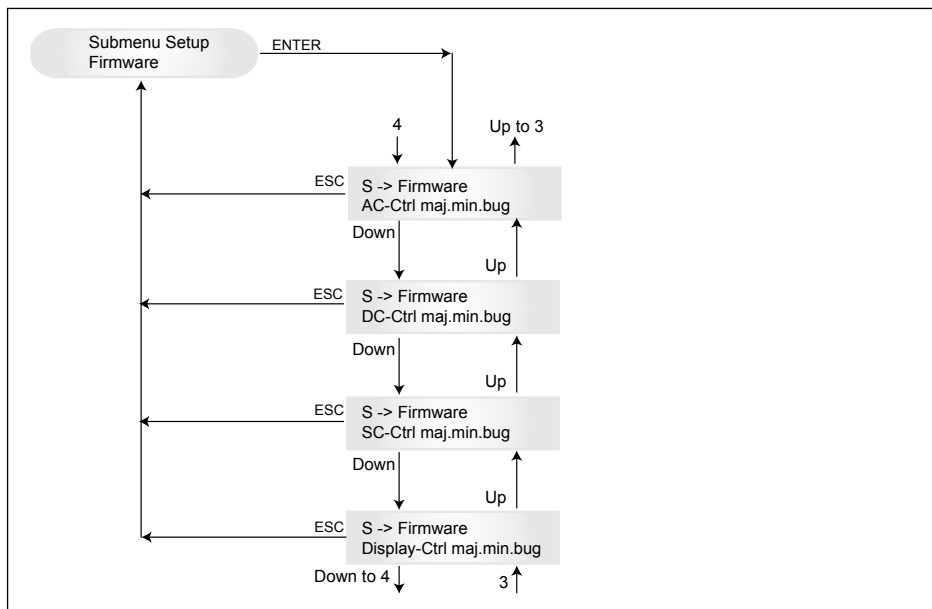 Submenu Setup
Firmware
ENTER
4
Up to 3
ESC
S -> Firmware
AC-Ctrl maj.min.bug
Down
Up
ESC
S -> Firmware
DC-Ctrl maj.min.bug
Down
Up
ESC
S -> Firmware
SC-Ctrl maj.min.bug
Down
Up
ESC
S -> Firmware
Display-Ctrl maj.min.bug
Down to 4
3